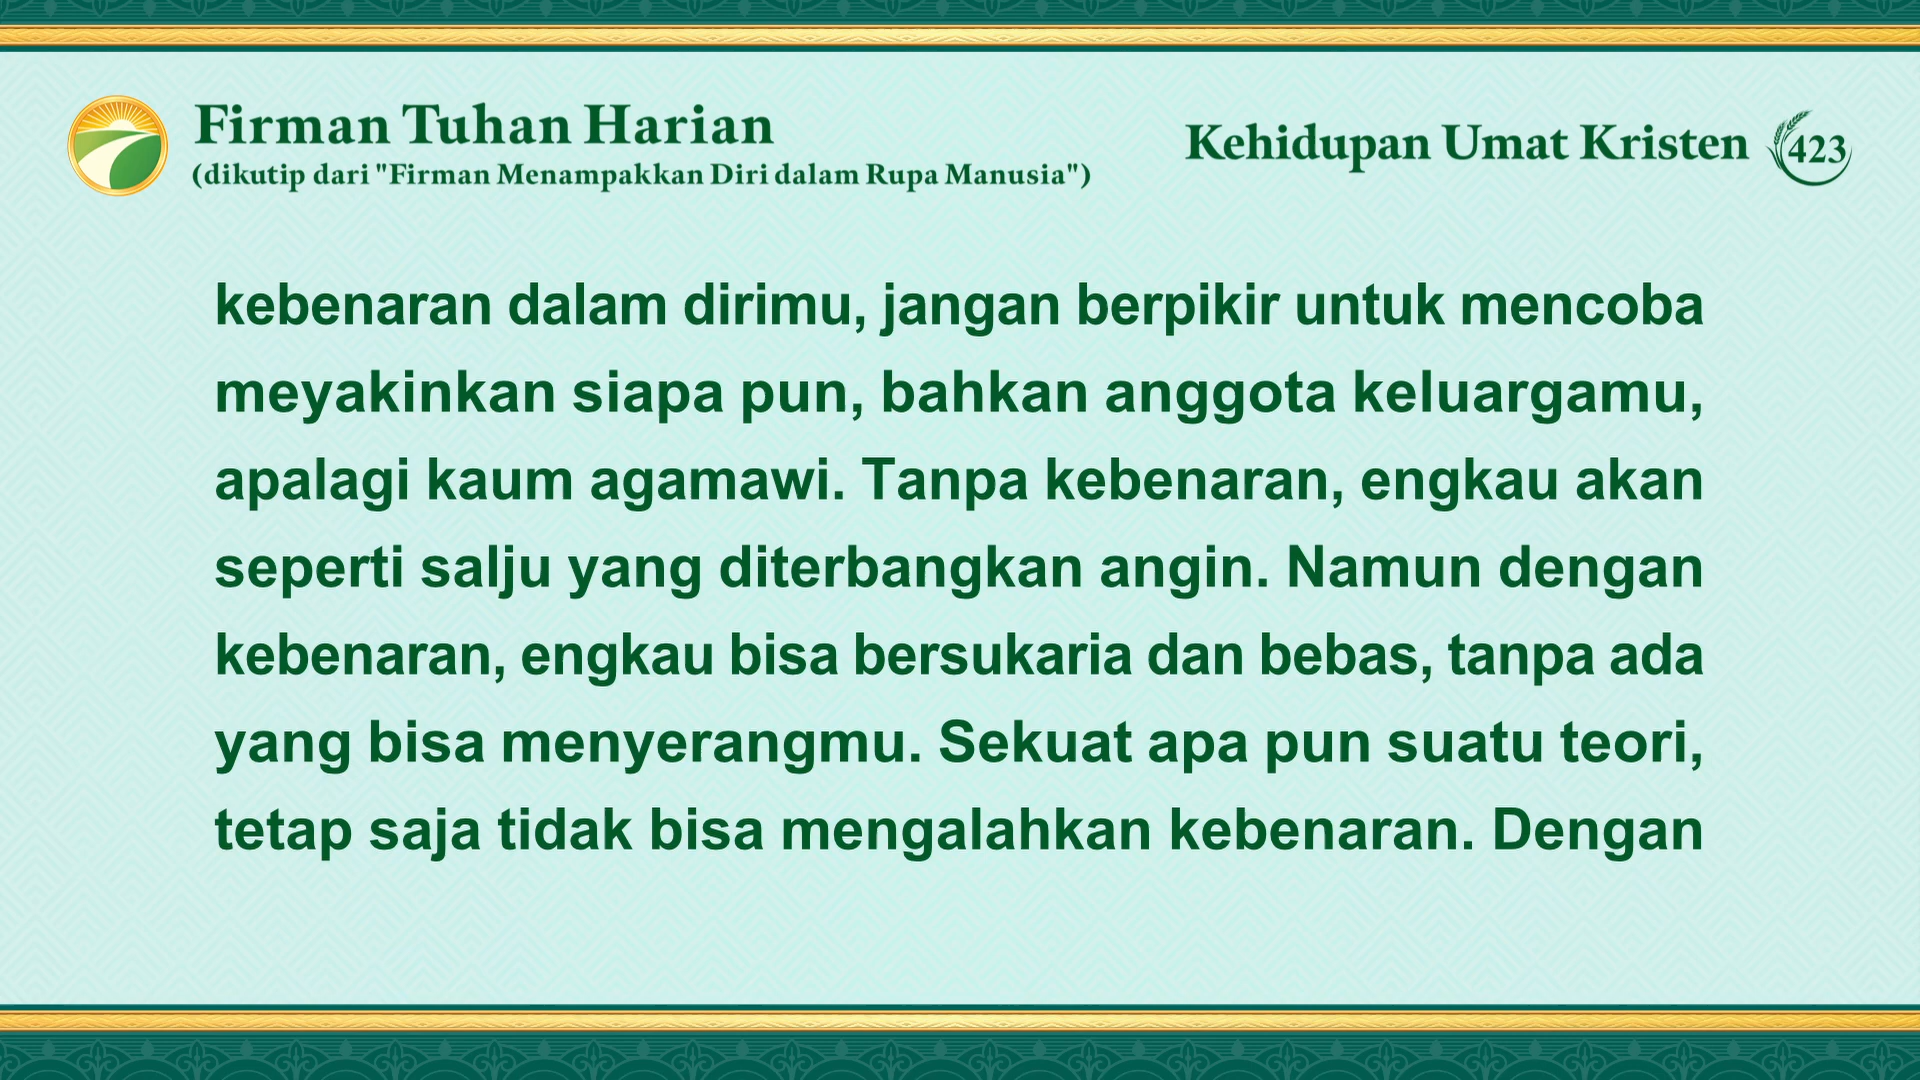 Firman Tuhan Harian
(dikutip dari "Firman Menampakkan Diri dalam Rupa Manusia")
Kehidupan Umat Kristen 423
kebenaran dalam dirimu, jangan berpikir untuk mencoba
meyakinkan siapa pun, bahkan anggota keluargamu,
apalagi kaum agamawi. Tanpa kebenaran, engkau akan
seperti salju yang diterbangkan angin. Namun dengan
kebenaran, engkau bisa bersukaria dan bebas, tanpa ada
yang bisa menyerangmu. Sekuat apa pun suatu teori,
tetap saja tidak bisa mengalahkan kebenaran. Dengan